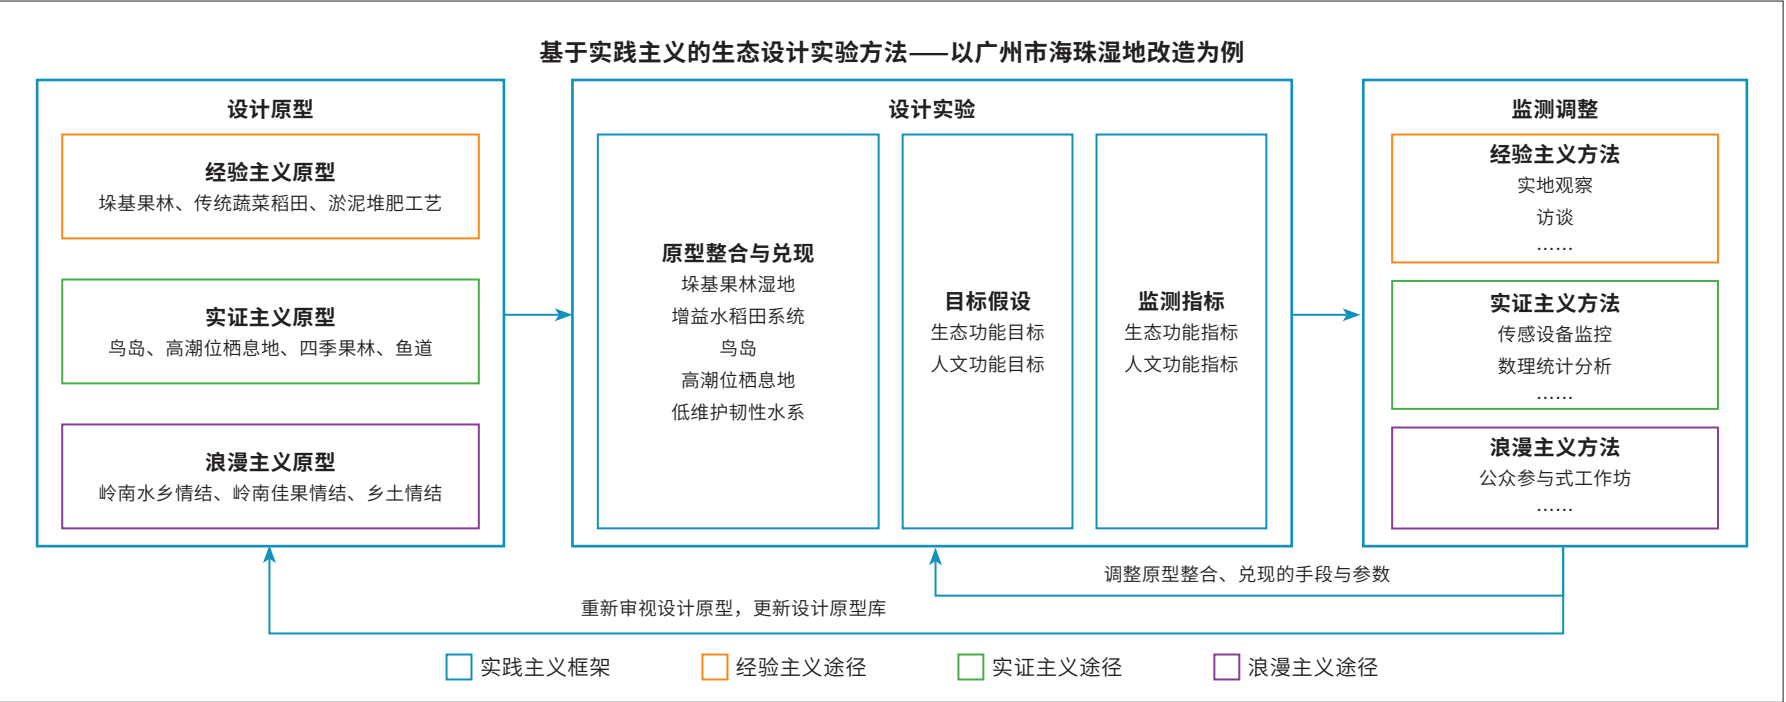 基于实践主义的生态设计实验方法——以广州市海珠湿地改造为例
设计原型
经验主义原型
垛基果林、传统蔬菜稻田、淤泥堆肥工艺
实证主义原型
鸟岛、高潮位栖息地、四季果林、鱼道
浪漫主义原型
岭南水乡情结、岭南佳果情结、乡土情结
设计实验
原型整合与兑现
垛基果林湿地
增益水稻田系统
鸟岛
高潮位栖息地
低维护韧性水系
目标假设
生态功能目标
人文功能目标
监测指标
生态功能指标
人文功能指标
监测调整
经验主义方法
实地观察
访谈
……
实证主义方法
传感设备监控
数理统计分析
……
浪漫主义方法
公众参与式工作坊
……
调整原型整合、兑现的手段与参数
重新审视设计原型，更新设计原型库
实践主义框架
经验主义途径
实证主义途径
浪漫主义途径